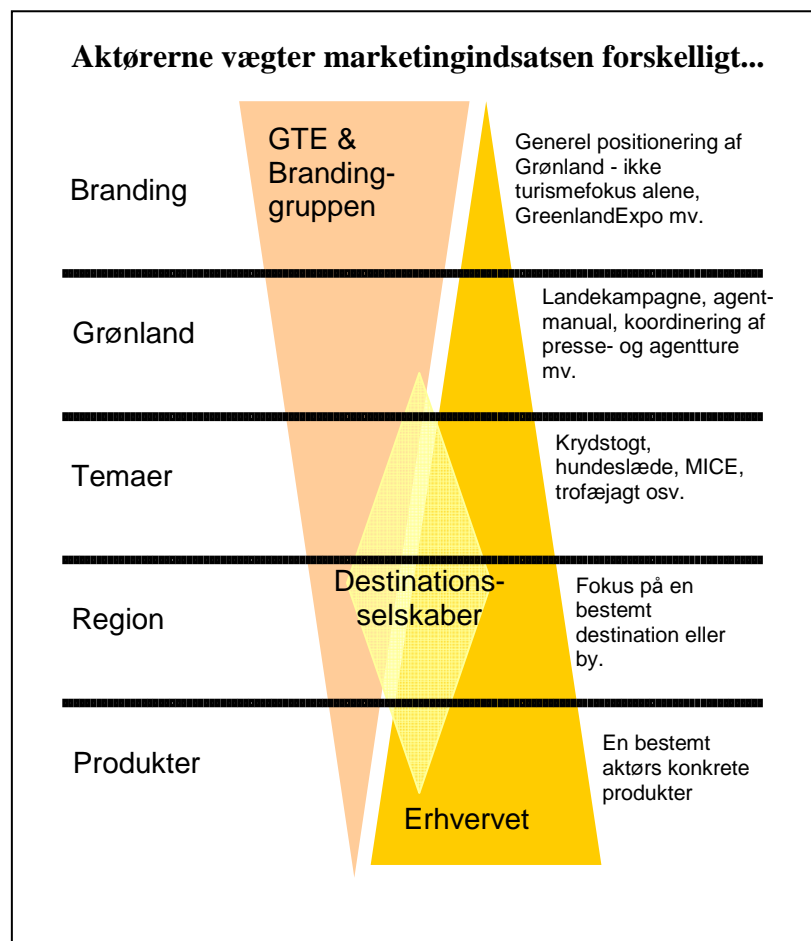 Aktørerne vægter marketingindsatsen forskelligt...
Branding
GTE &
Branding-
gruppen
Generel positionering af
Grønland - ikke
turismefokus alene,
GreenlandExpo mv.
Grønland
Landekampagne, agent-
manual, koordinering af
presse- og agentture
mv.
Temaer
Krydstogt,
hundeslæde, MICE,
trofæjagt osv.
Region
Destinations-
selskaber
Fokus på en
bestemt
destination eller
by.
Produkter
Erhvervet
En bestemt
aktørs konkrete
produkter